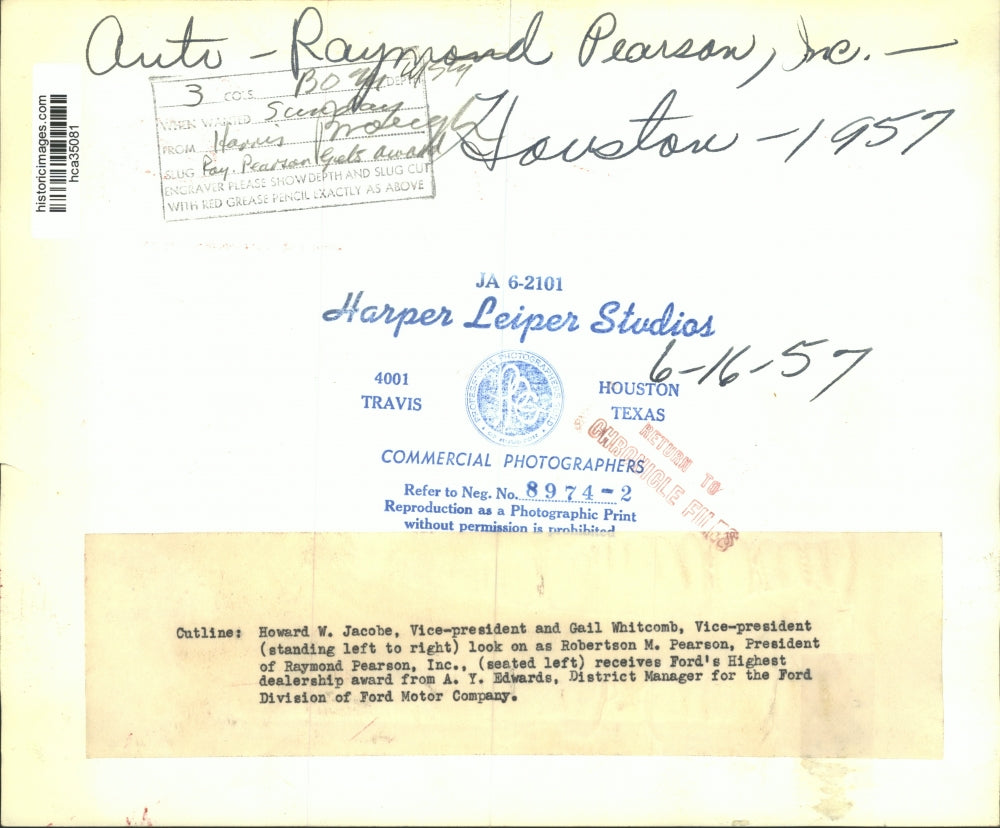 Auto - Raymond Pearson, Inc. —
Houston - 1957
historicimages.com
hca35081
3 COLS. DEPTH
WHEN WANTED Sunday
FROM Harris
SLUG Ray. Pearson Gets award
ENGRAVER PLEASE SHOW DEPTH AND SLUG CUT
WITH RED GREASE PENCIL EXACTLY AS ABOVE
JA 6-2101
Harper Leiper Studios
6-16-57
4001
TRAVIS
HOUSTON
TEXAS
COMMERCIAL PHOTOGRAPHERS
RETURN TO
CHRONICLE FILES
Refer to Neg. No. 8974-2
Reproduction as a Photographic Print
without permission is prohibited
Cutline: Howard W. Jacobe, Vice-president and Gail Whitcomb, Vice-president
(standing left to right) look on as Robertson M. Pearson, President
of Raymond Pearson, Inc., (seated left) receives Ford's Highest
dealership award from A. Y. Edwards, District Manager for the Ford
Division of Ford Motor Company.